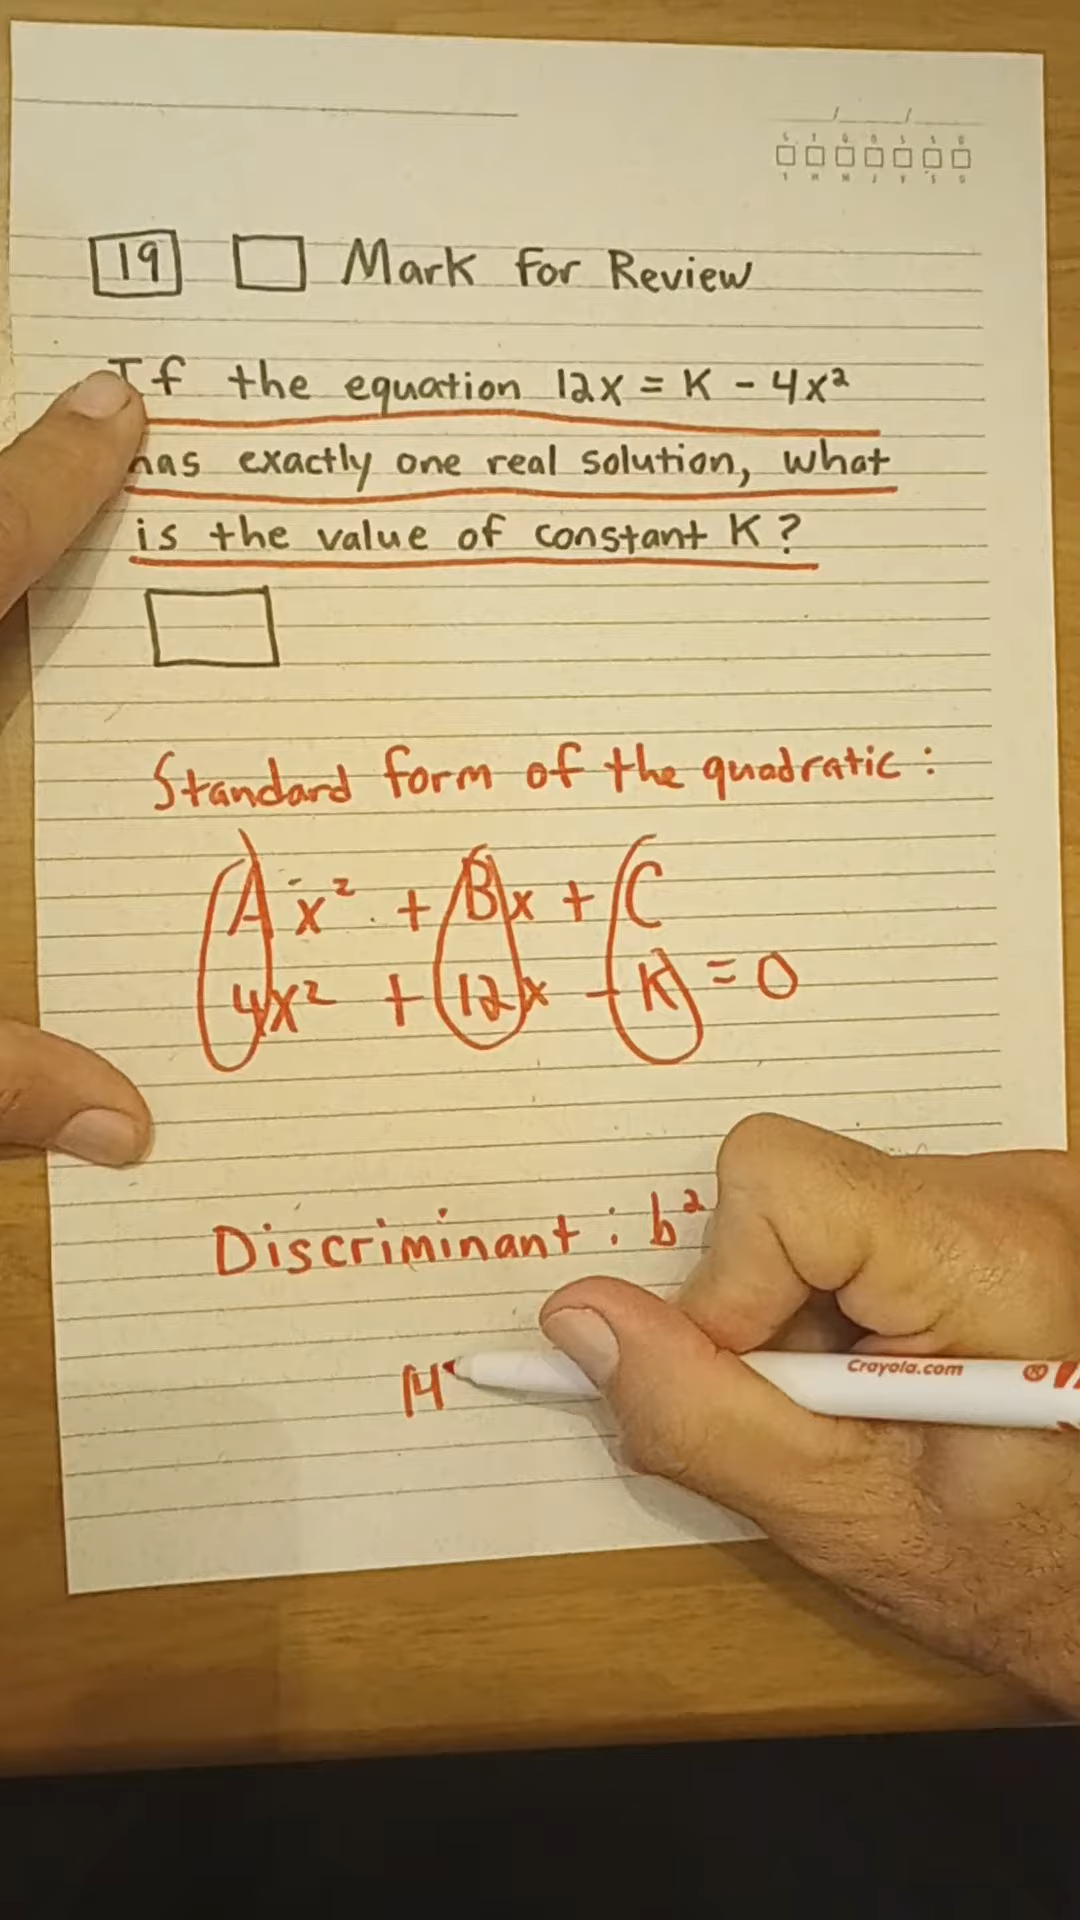 19 Mark for Review
If the equation 12x = K - 4x²
has exactly one real solution, what
is the value of constant K?
Standard form of the quadratic:
Ax² + Bx + C
4x² + 12x - K = 0
Discriminant: b²
14
Crayola.com